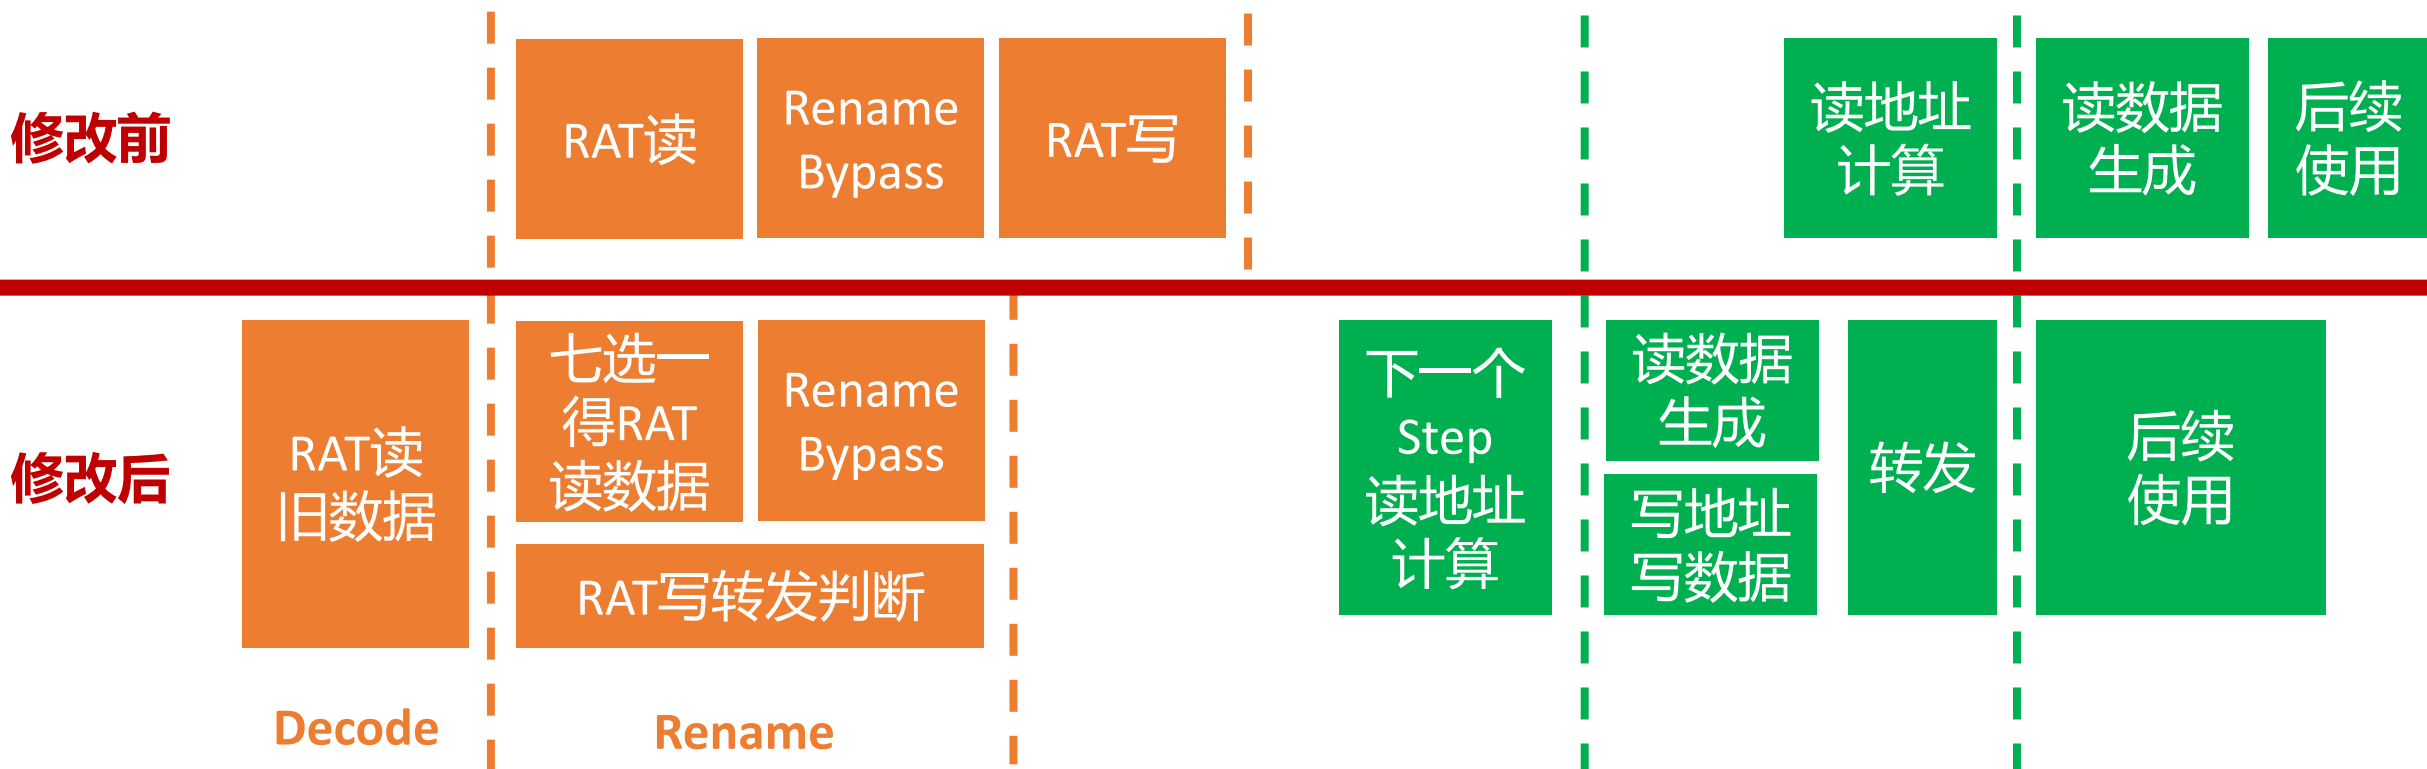 修改前
RAT读
Rename
Bypass
RAT写
读地址
计算
读数据
生成
后续
使用
修改后
RAT读
旧数据
七选一
得RAT
读数据
Rename
Bypass
RAT写转发判断
下一个
Step
读地址
计算
读数据
生成
写地址
写数据
转发
后续
使用
Decode
Rename